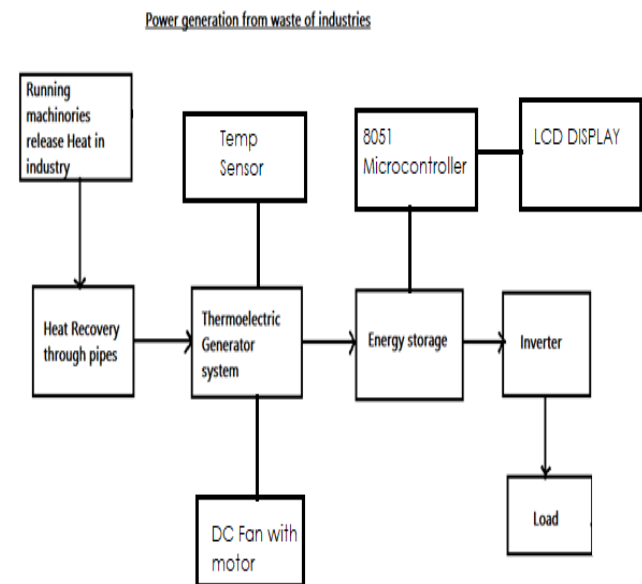 Power generation from waste of industries
Running
machinories
release Heat in
industry
Temp
Sensor
8051
Microcontroller
LCD DISPLAY
Heat Recovery
through pipes
Thermoelectric
Generator
system
Energy storage
Inverter
DC Fan with
motor
Load